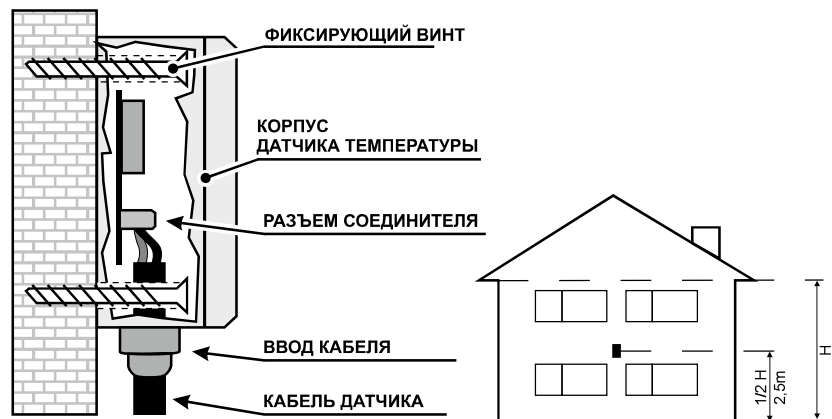 ФИКСИРУЮЩИЙ ВИНТ
КОРПУС
ДАТЧИКА ТЕМПЕРАТУРЫ
РАЗЪЕМ СОЕДИНИТЕЛЯ
ВВОД КАБЕЛЯ
КАБЕЛЬ ДАТЧИКА
1/2 H
2,5m
H